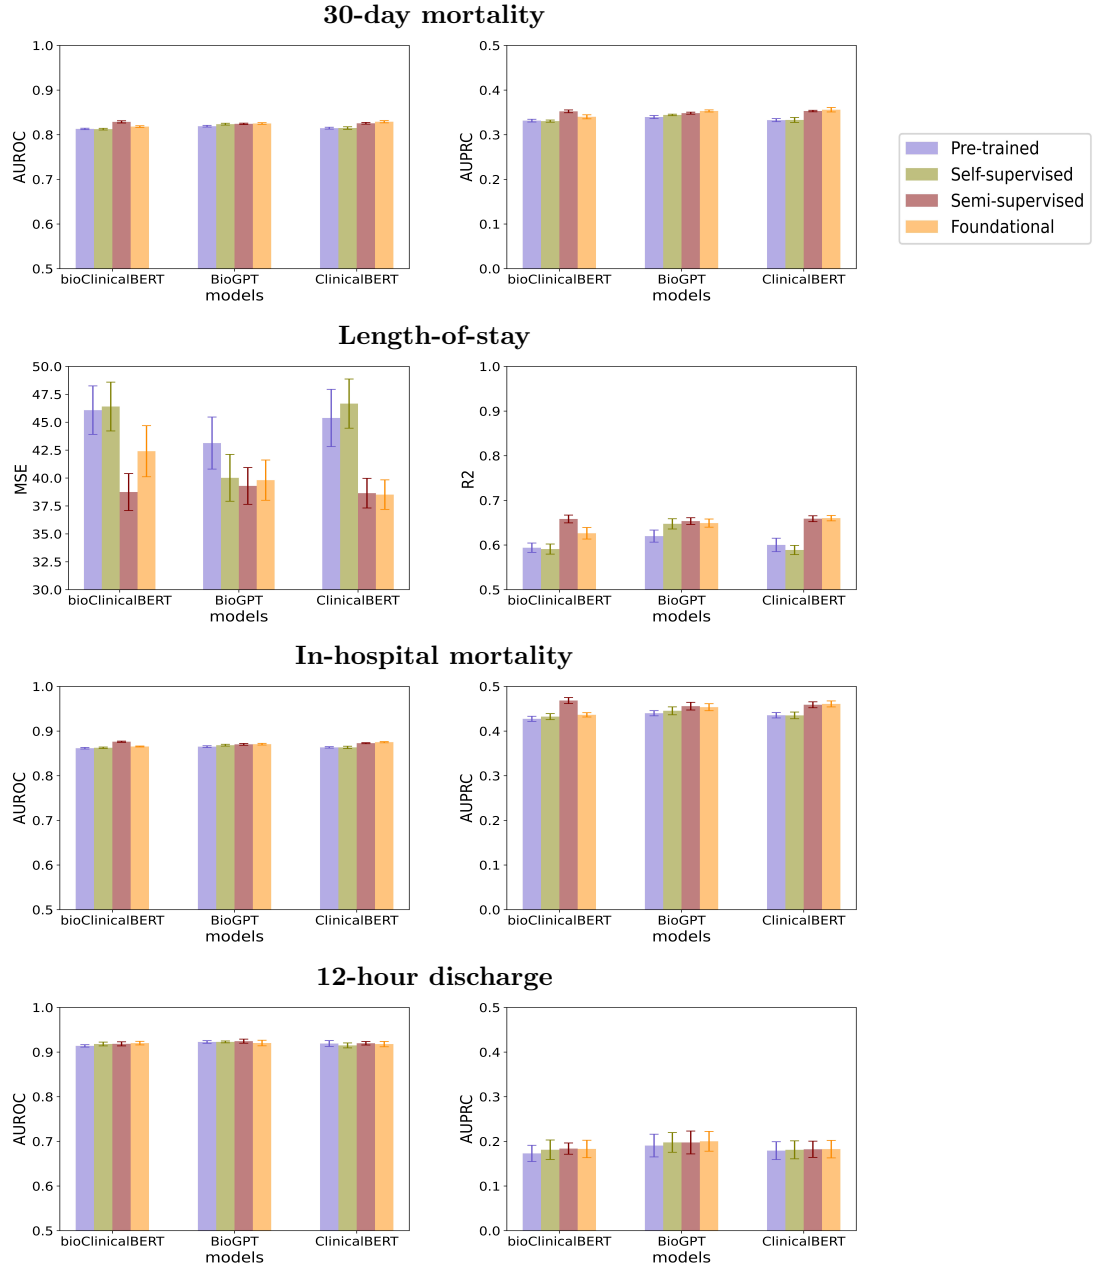 30-day mortality
1.0
0.9
0.8
0.7
0.6
0.5
AUROC
bioClinicalBERT BioGPT ClinicalBERT
models
0.5
0.4
0.3
0.2
0.1
0.0
AUPRC
bioClinicalBERT BioGPT ClinicalBERT
models
Pre-trained
Self-supervised
Semi-supervised
Foundational
Length-of-stay
50.0
47.5
45.0
42.5
40.0
37.5
35.0
32.5
30.0
MSE
bioClinicalBERT BioGPT ClinicalBERT
models
1.0
0.9
0.8
0.7
0.6
0.5
R2
bioClinicalBERT BioGPT ClinicalBERT
models
In-hospital mortality
1.0
0.9
0.8
0.7
0.6
0.5
AUROC
bioClinicalBERT BioGPT ClinicalBERT
models
0.5
0.4
0.3
0.2
0.1
0.0
AUPRC
bioClinicalBERT BioGPT ClinicalBERT
models
12-hour discharge
1.0
0.9
0.8
0.7
0.6
0.5
AUROC
bioClinicalBERT BioGPT ClinicalBERT
models
0.5
0.4
0.3
0.2
0.1
0.0
AUPRC
bioClinicalBERT BioGPT ClinicalBERT
models